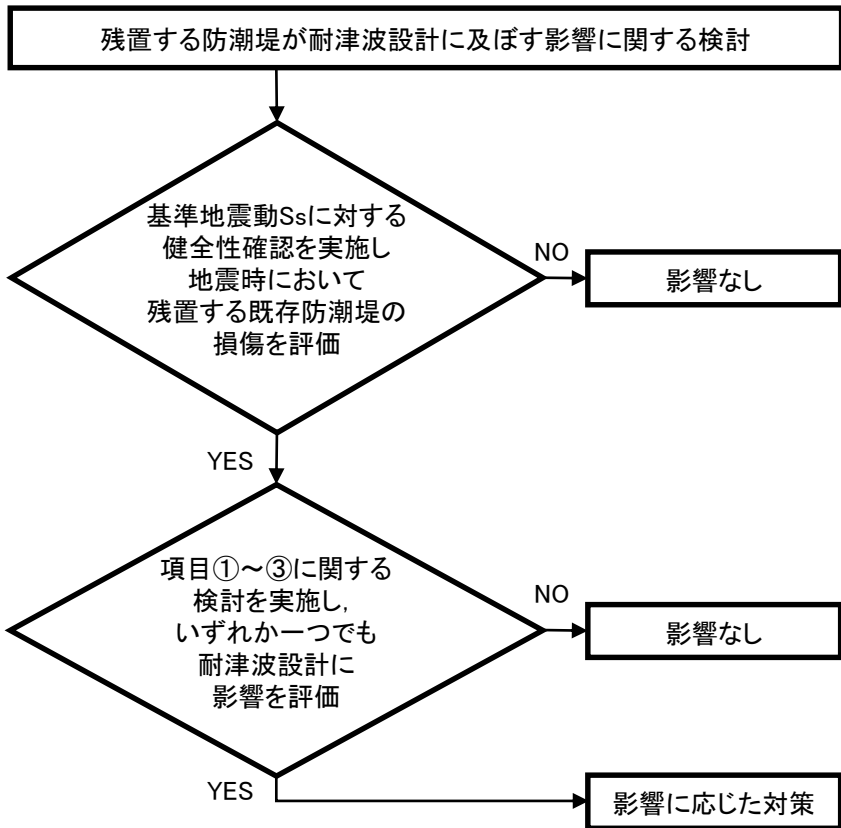 残置する防潮堤が耐津波設計に及ぼす影響に関する検討
基準地震動Ssに対する
健全性確認を実施し
地震時において
残置する既存防潮堤の
損傷を評価
NO
影響なし
YES
項目①～③に関する
検討を実施し,
いずれか一つでも
耐津波設計に
影響を評価
NO
影響なし
YES
影響に応じた対策